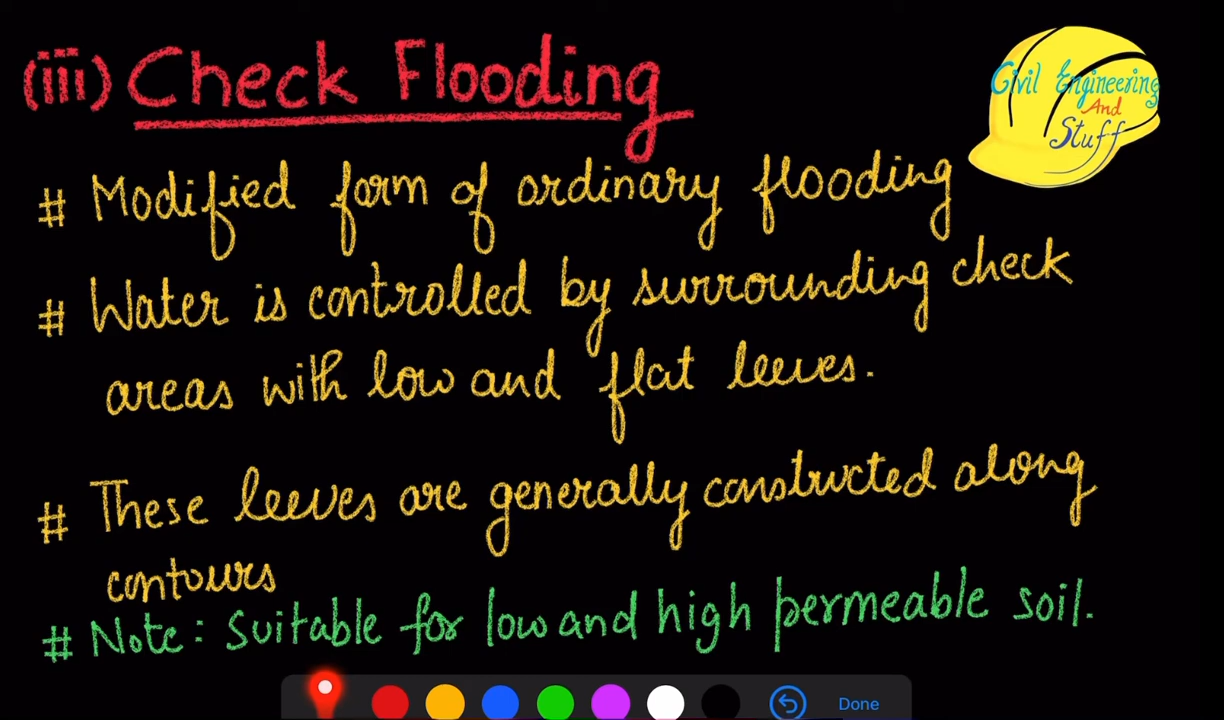 (iii) Check Flooding
Civil Engineering
And
Stuff
# Modified form of ordinary flooding
# Water is controlled by surrounding check
areas with low and flat leeves.
# These leeves are generally constructed along
contours
# Note: Suitable for low and high permeable soil.
Done